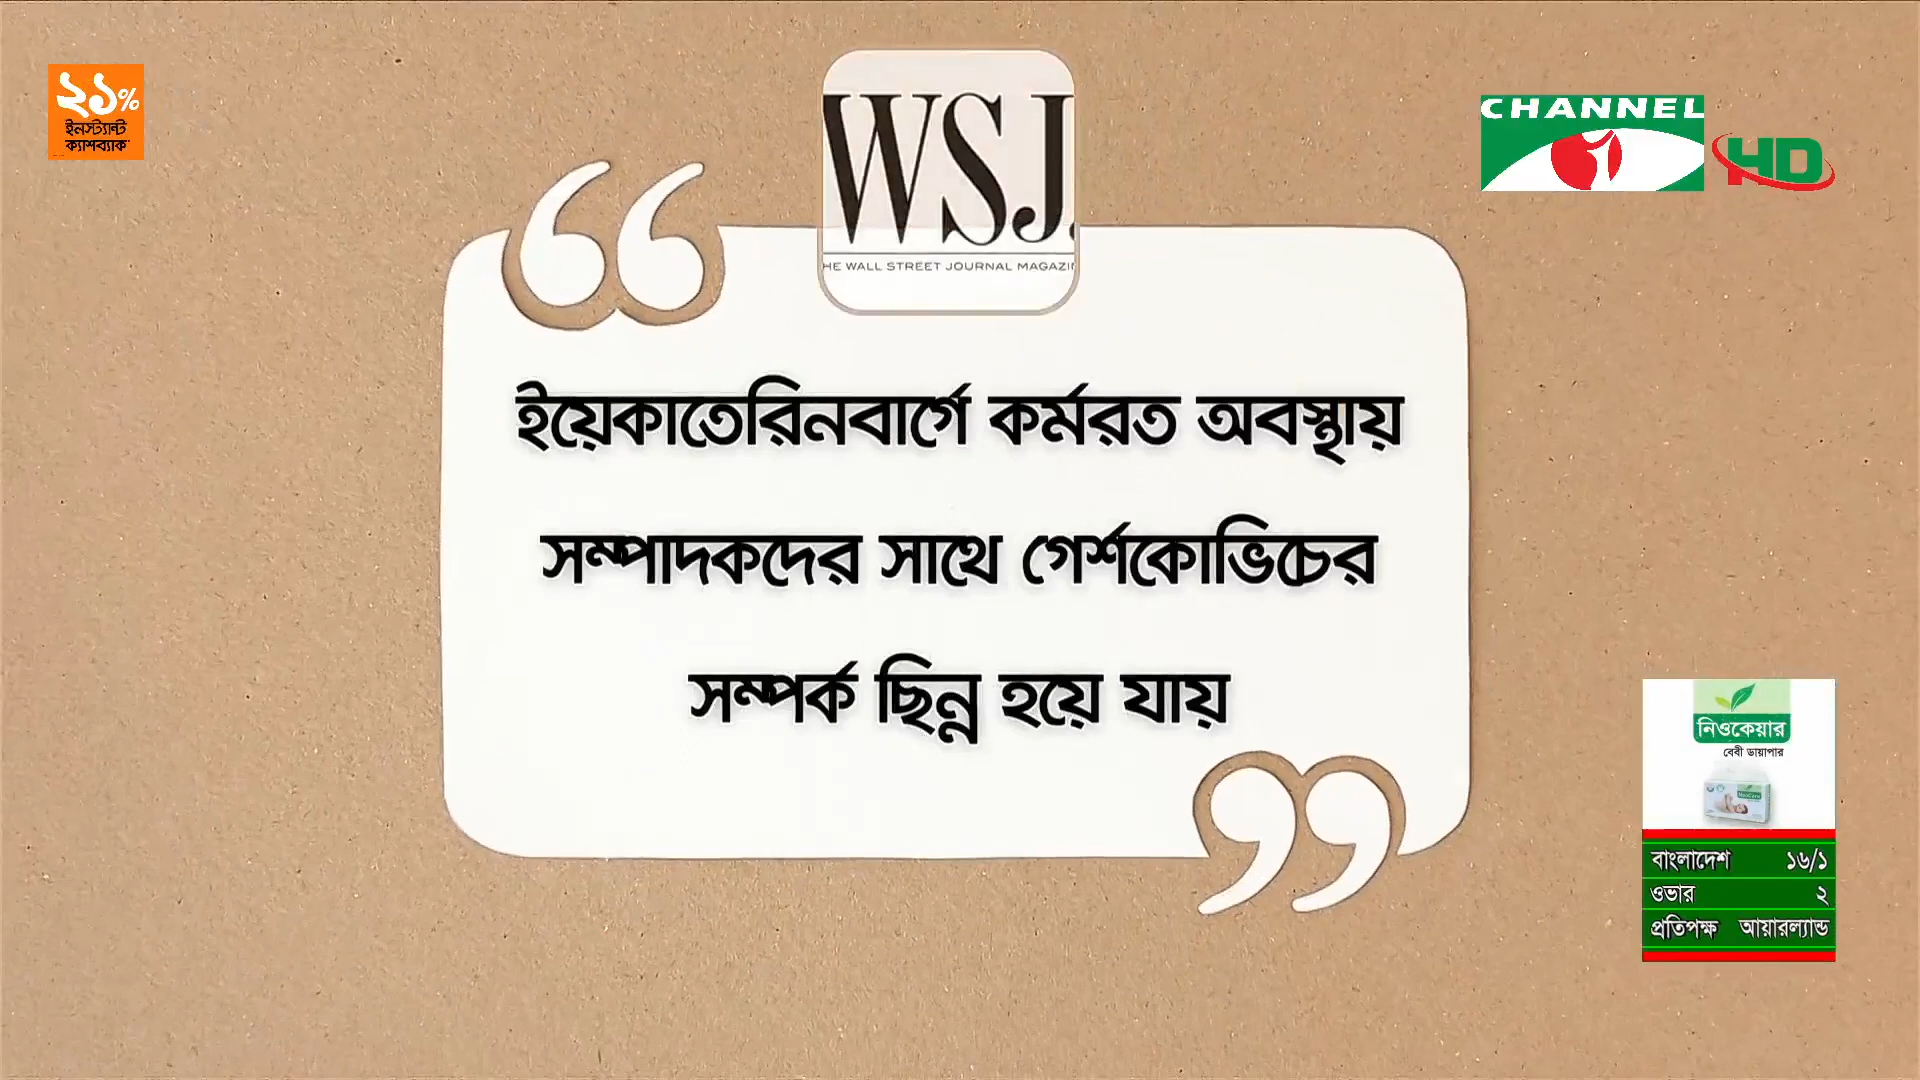 ২১%
ইনস্ট্যান্ট
ক্যাশব্যাক
WSJ.
HE WALL STREET JOURNAL MAGAZI
CHANNEL
i HD
ইয়েকাতেরিনবার্গে কর্মরত অবস্থায়
সম্পাদকদের সাথে গের্শকোভিচের
সম্পর্ক ছিন্ন হয়ে যায়
নিওকেয়ার
বেবী ডায়াপার
NeoCare
বাংলাদেশ ১৬/১
ওভার ২
প্রতিপক্ষ আয়ারল্যান্ড